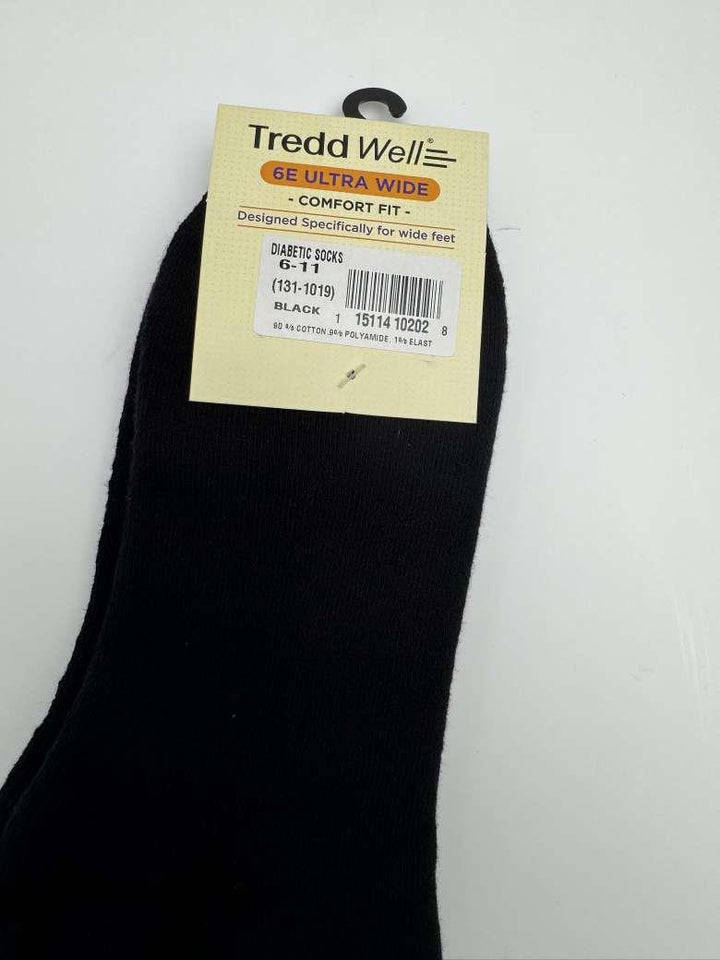 Tredd Well®
6E ULTRA WIDE
- COMFORT FIT -
Designed Specifically for wide feet
DIABETIC SOCKS
6-11
(131-1019)
BLACK
1 15114 10202 8
90 % COTTON 9% POLYAMIDE. 1% ELAST